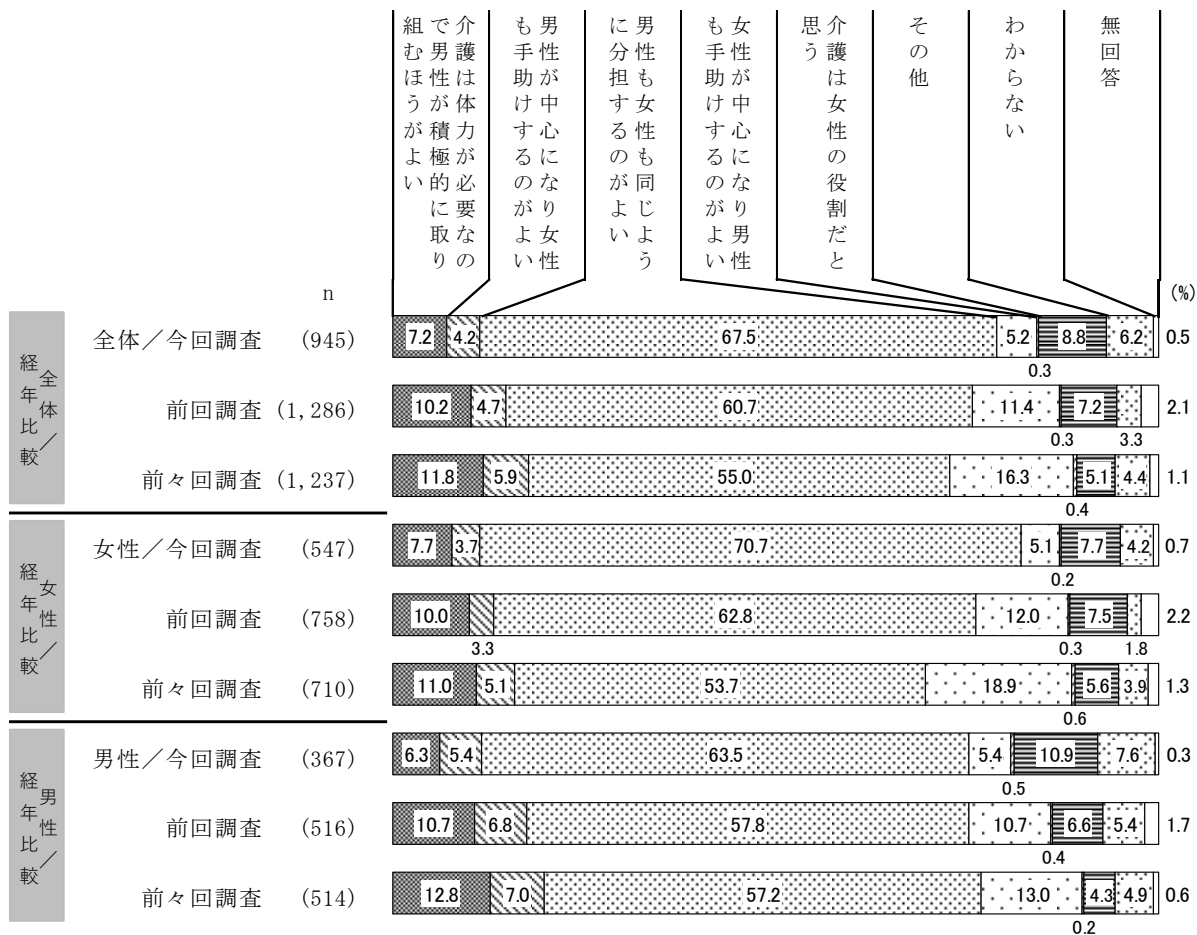 介護は体力が必要なの
で男性が積極的に取り
組むほうがよい
男性が中心になり女性
も手助けするのがよい
男性も女性も同じよう
に分担するのがよい
女性が中心になり男性
も手助けするのがよい
介護は女性の役割だと
思う
その他
わからない
無回答
n
(%)
全体/
経年比較
全体/今回調査 (945) 7.2 4.2 67.5 5.2 8.8 6.2 0.5
0.3
前回調査 (1,286) 10.2 4.7 60.7 11.4 7.2 2.1
0.3 3.3
前々回調査 (1,237) 11.8 5.9 55.0 16.3 5.1 4.4 1.1
0.4
女性/
経年比較
女性/今回調査 (547) 7.7 3.7 70.7 5.1 7.7 4.2 0.7
0.2
前回調査 (758) 10.0 62.8 12.0 7.5 2.2
3.3 0.3 1.8
前々回調査 (710) 11.0 5.1 53.7 18.9 5.6 3.9 1.3
0.6
男性/
経年比較
男性/今回調査 (367) 6.3 5.4 63.5 5.4 10.9 7.6 0.3
0.5
前回調査 (516) 10.7 6.8 57.8 10.7 6.6 5.4 1.7
0.4
前々回調査 (514) 12.8 7.0 57.2 13.0 4.3 4.9 0.6
0.2